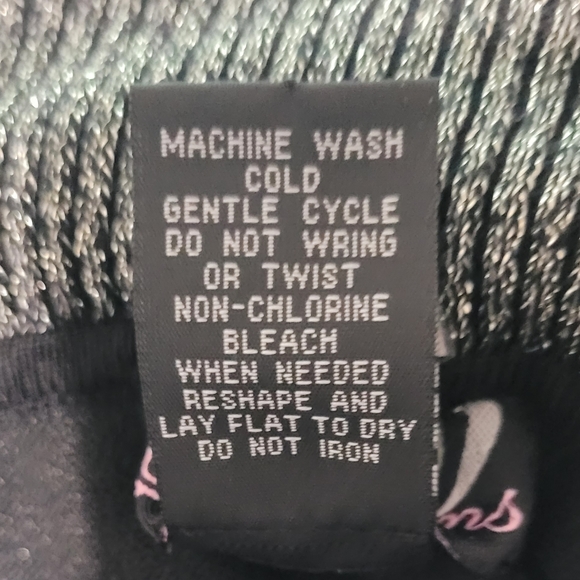 MACHINE WASH
COLD
GENTLE CYCLE
DO NOT WRING
OR TWIST
NON-CHLORINE
BLEACH
WHEN NEEDED
RESHAPE AND
LAY FLAT TO DRY
DO NOT IRON